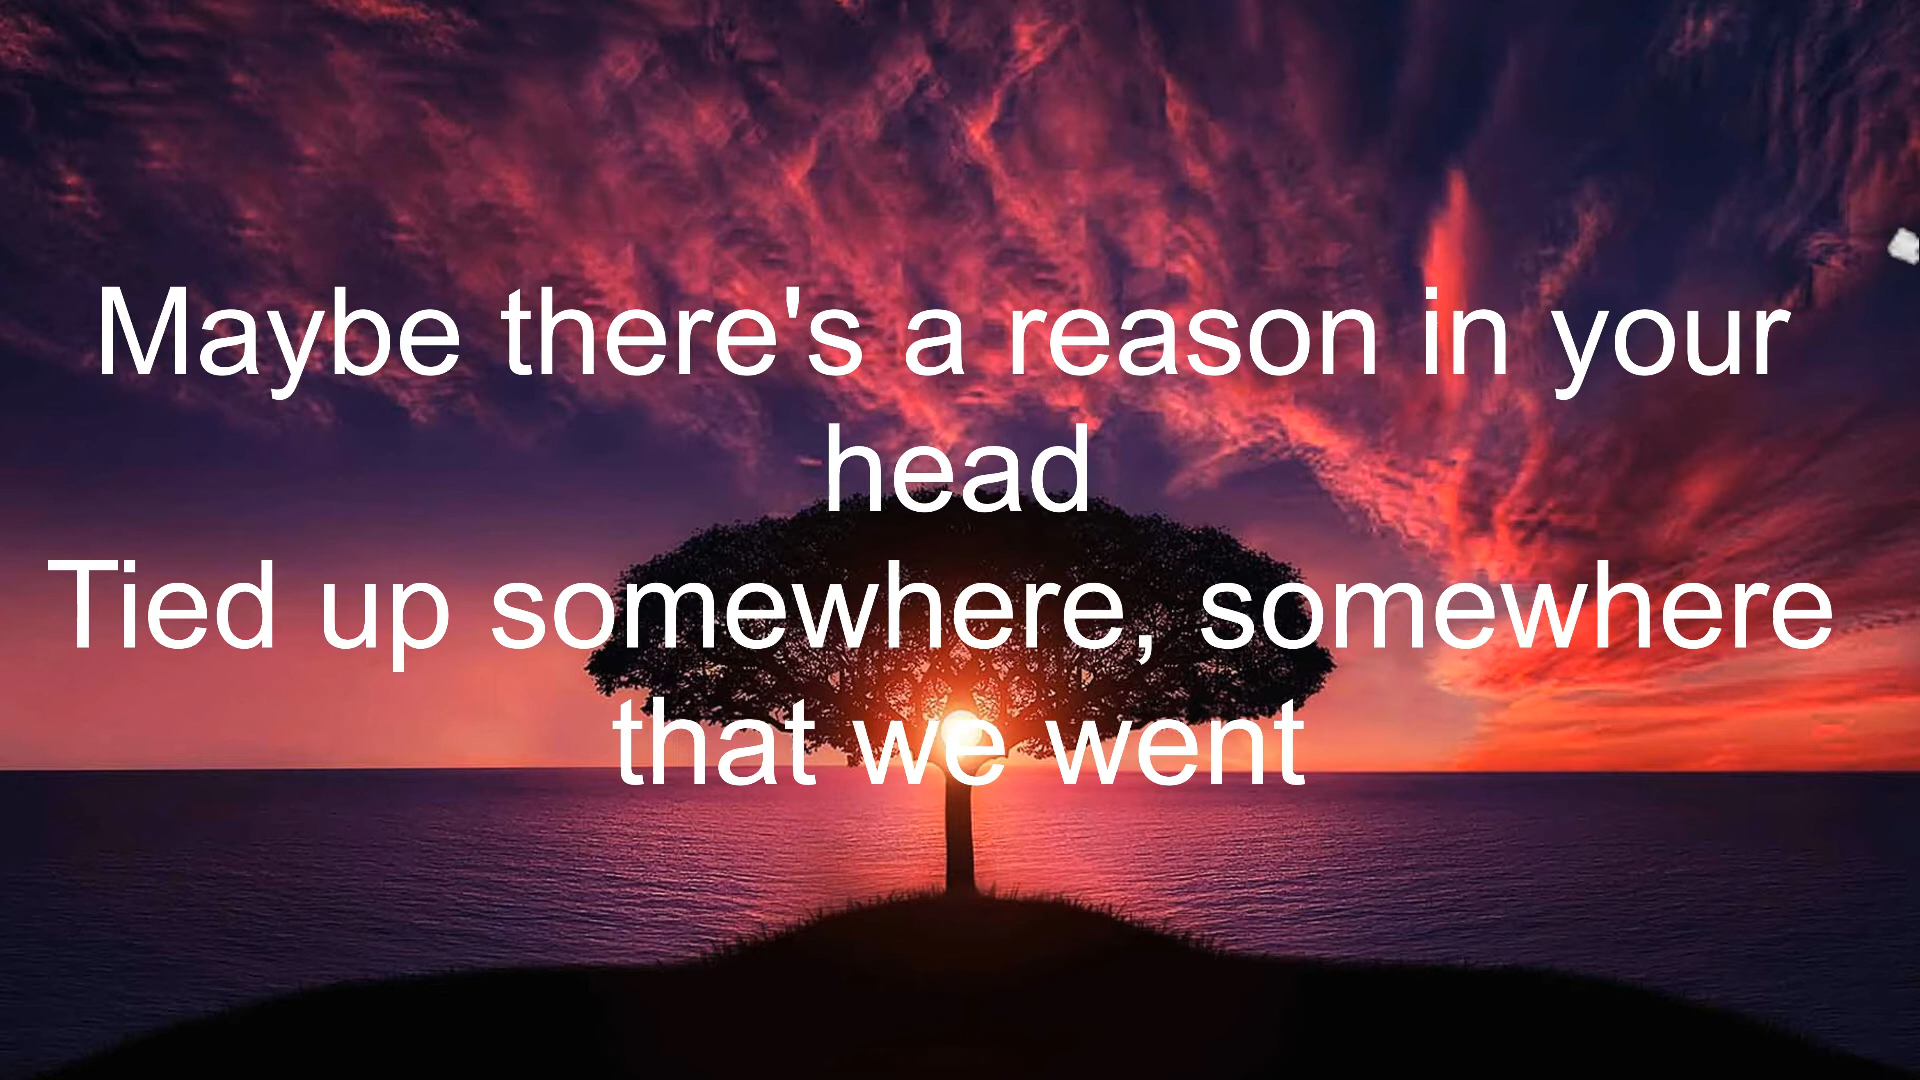 Maybe there's a reason in your
head
Tied up somewhere, somewhere
that we went